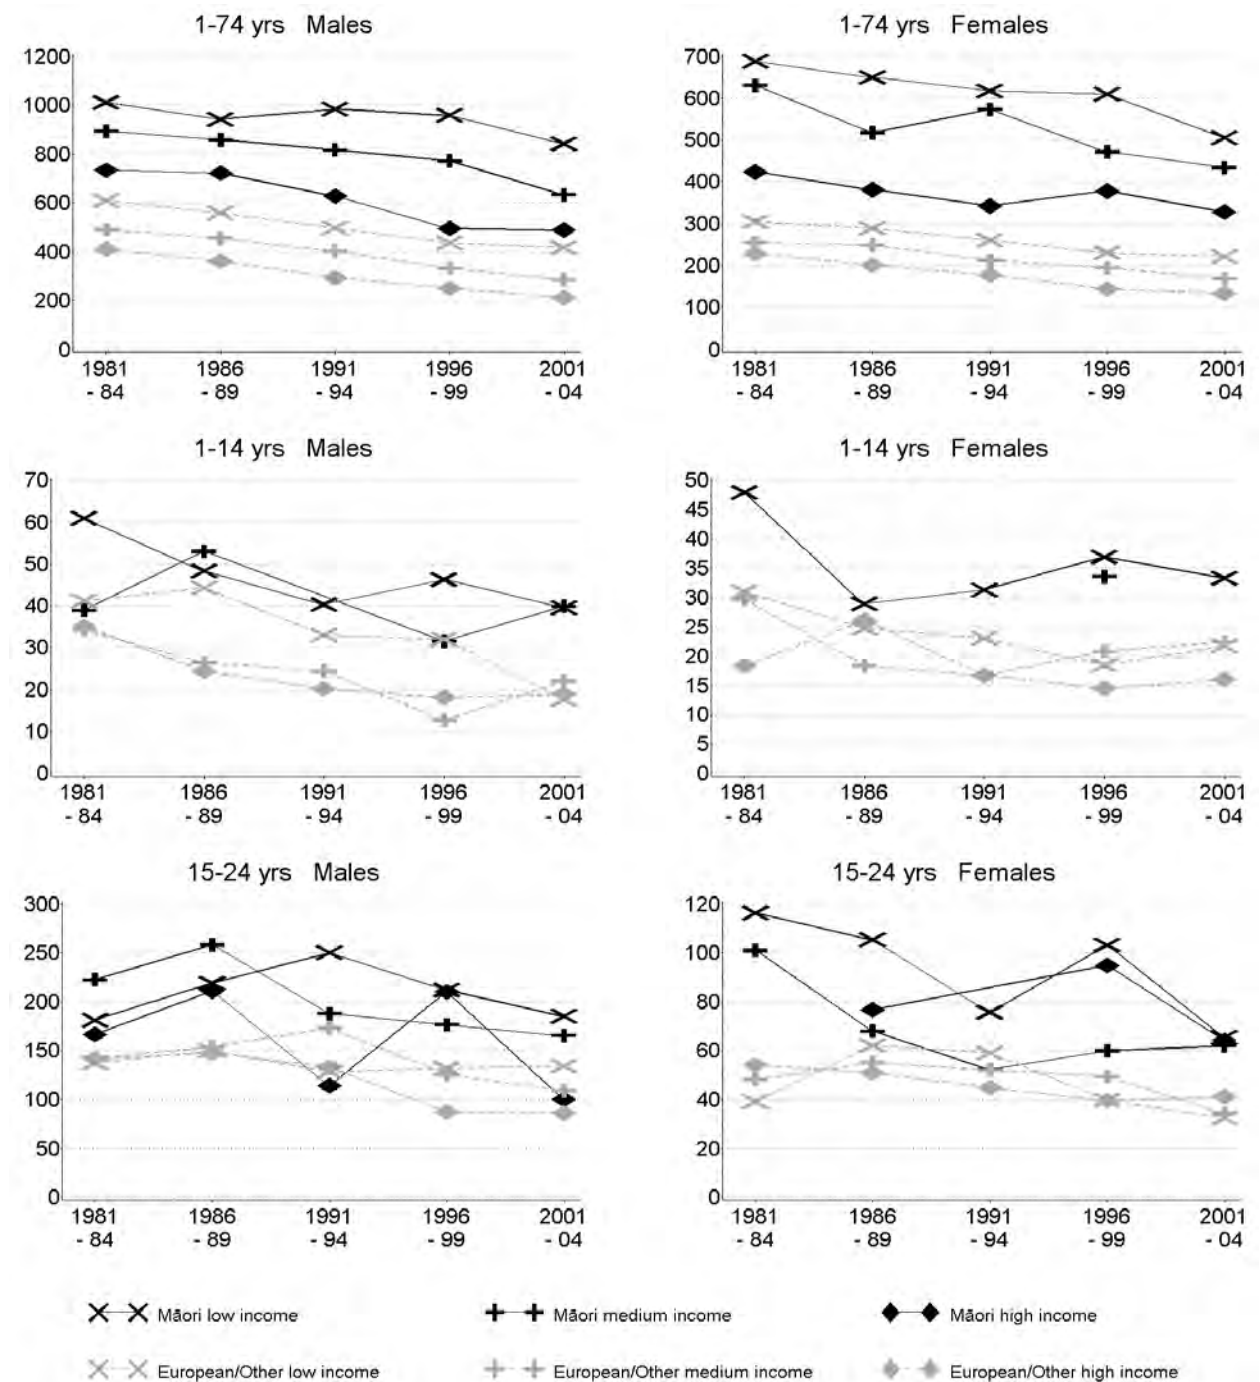 1-74 yrs Males
1200
1000
800
600
400
200
0
1981 1986 1991 1996 2001
- 84 - 89 - 94 - 99 - 04
1-74 yrs Females
700
600
500
400
300
200
100
0
1981 1986 1991 1996 2001
- 84 - 89 - 94 - 99 - 04
1-14 yrs Males
70
60
50
40
30
20
10
0
1981 1986 1991 1996 2001
- 84 - 89 - 94 - 99 - 04
1-14 yrs Females
50
45
40
35
30
25
20
15
10
5
0
1981 1986 1991 1996 2001
- 84 - 89 - 94 - 99 - 04
15-24 yrs Males
300
250
200
150
100
50
0
1981 1986 1991 1996 2001
- 84 - 89 - 94 - 99 - 04
15-24 yrs Females
120
100
80
60
40
20
0
1981 1986 1991 1996 2001
- 84 - 89 - 94 - 99 - 04
Māori low income Māori medium income Māori high income
European/Other low income European/Other medium income European/Other high income